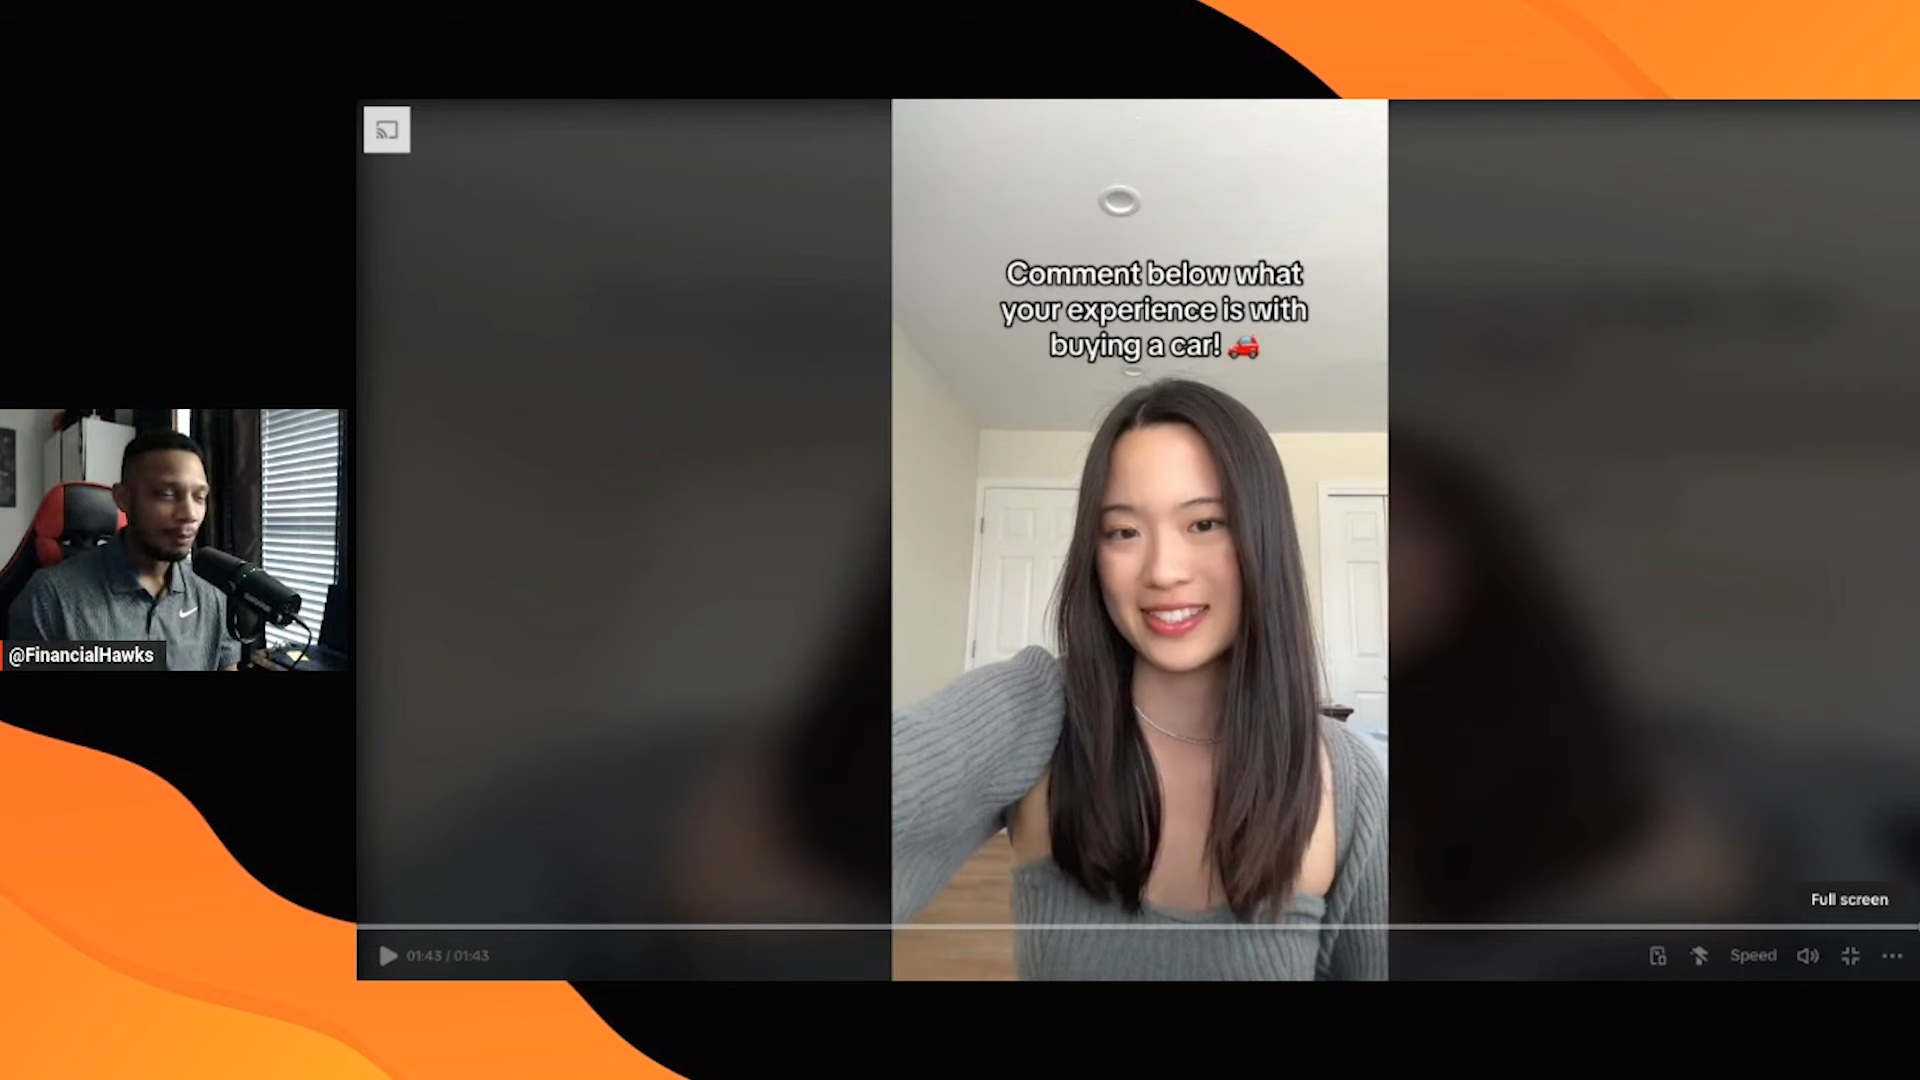 Comment below what
your experience is with
buying a car! 🚗
@FinancialHawks
Full screen
01:43 / 01:43
Speed